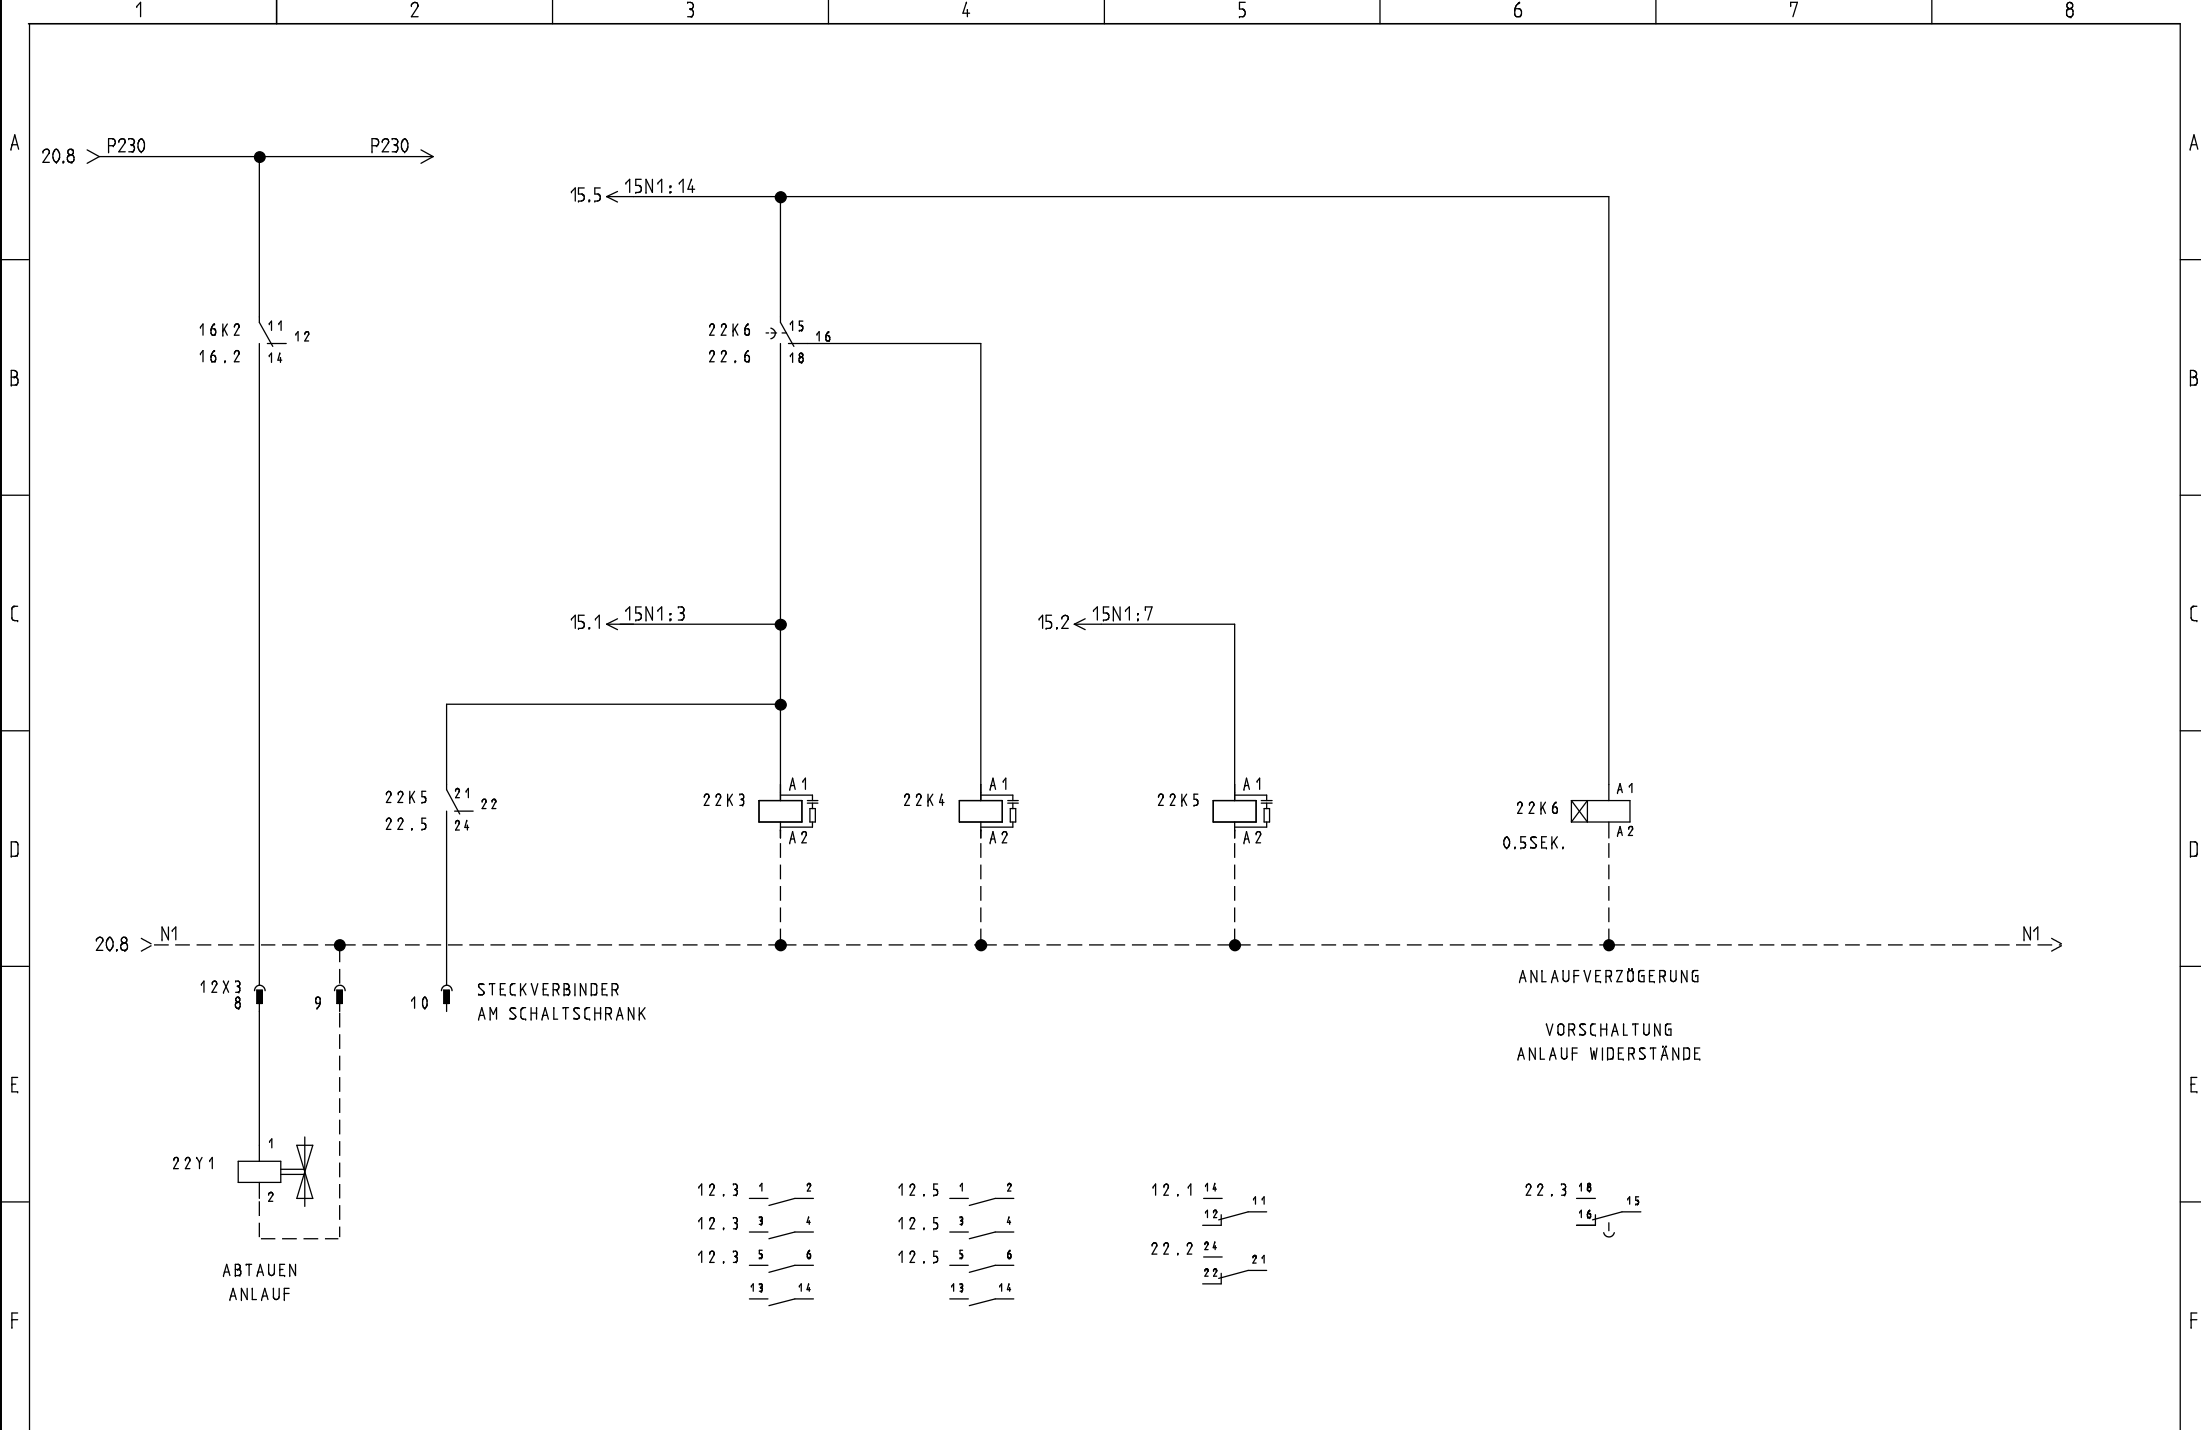 1 2 3 4 5 6 7 8
A A
20.8 P230 P230
15.5 15N1:14
16K2 11 12
16.2 14
22K6 15 16
22.6 18
B B
C C
15.1 15N1:3
15.2 15N1:7
22K5 21 22
22.5 24
22K3 A1
A2
22K4 A1
A2
22K5 A1
A2
22K6 A1
A2
0.5SEK.
D D
20.8 N1 N1
12X3
8 9 10
STECKVERBINDER
AM SCHALTSCHRANK
ANLAUFVERZÖGERUNG
VORSCHALTUNG
ANLAUF WIDERSTÄNDE
E E
22Y1 1
2
12.3 1 2
12.3 3 4
12.3 5 6
13 14
12.5 1 2
12.5 3 4
12.5 5 6
13 14
12.1 14 11
12
22.2 24 21
22
22.3 18 15
16
ABTAUEN
ANLAUF
F F